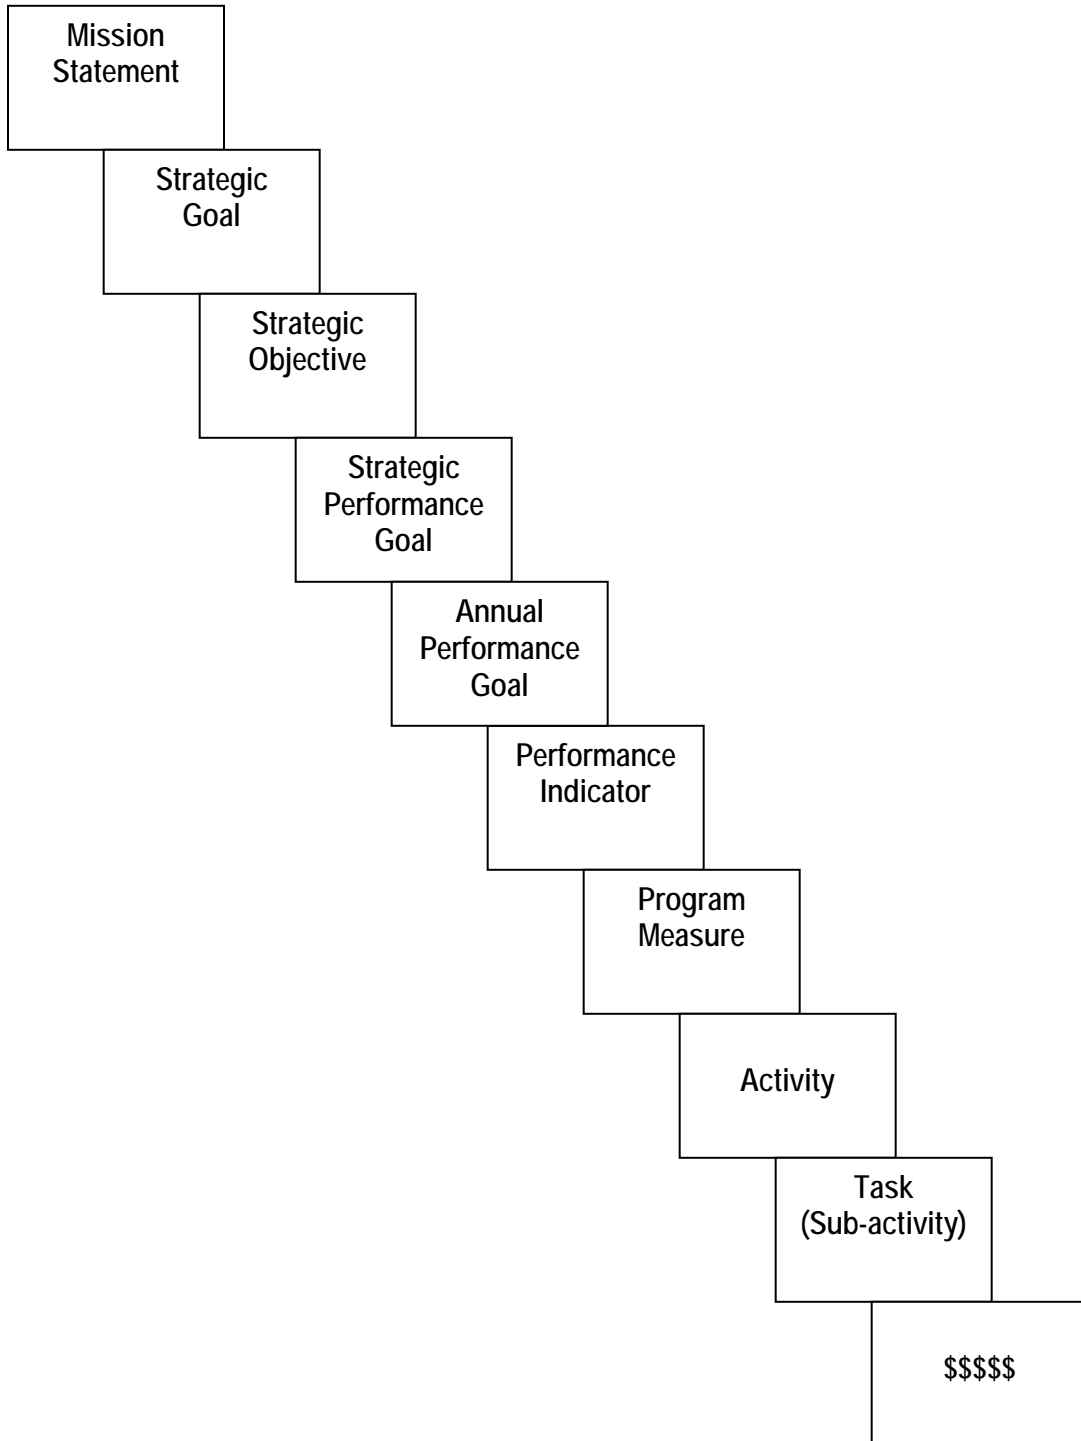 Mission
Statement
Strategic
Goal
Strategic
Objective
Strategic
Performance
Goal
Annual
Performance
Goal
Performance
Indicator
Program
Measure
Activity
Task
(Sub-activity)
$$$$$